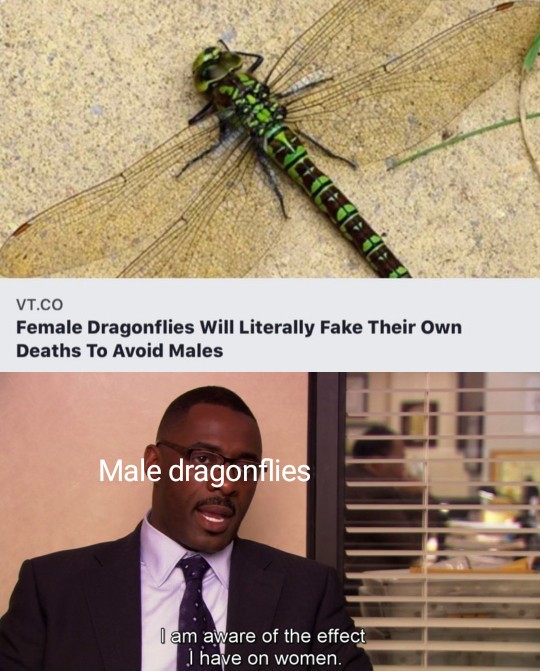 VT.CO
Female Dragonflies Will Literally Fake Their Own
Deaths To Avoid Males
Male dragonflies
I am aware of the effect
I have on women.